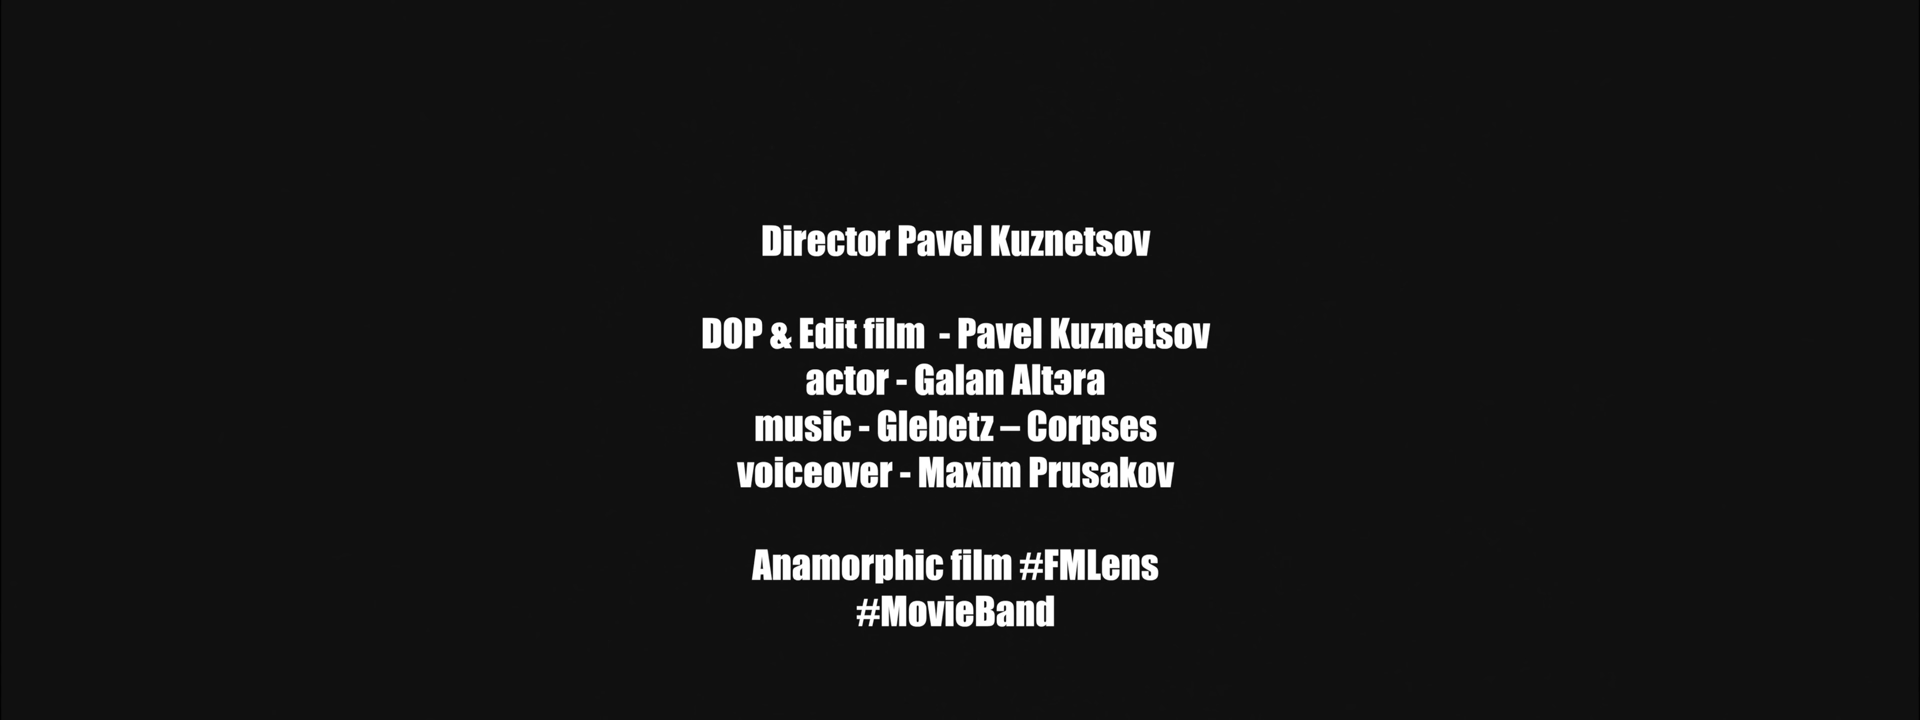 Director Pavel Kuznetsov
DOP & Edit film - Pavel Kuznetsov
actor - Galan Altэra
music - Glebetz – Corpses
voiceover - Maxim Prusakov
Anamorphic film #FMLens
#MovieBand